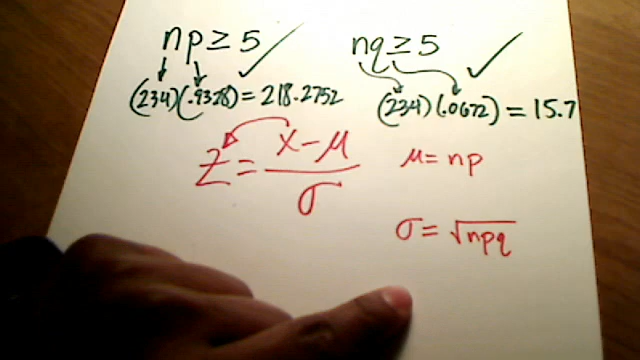 np ≥ 5 ✓ nq ≥ 5 ✓
(234)(.9328) = 218.2752 (234)(.0672) = 15.7
Z = (x - μ) / σ μ = np
σ = √npq